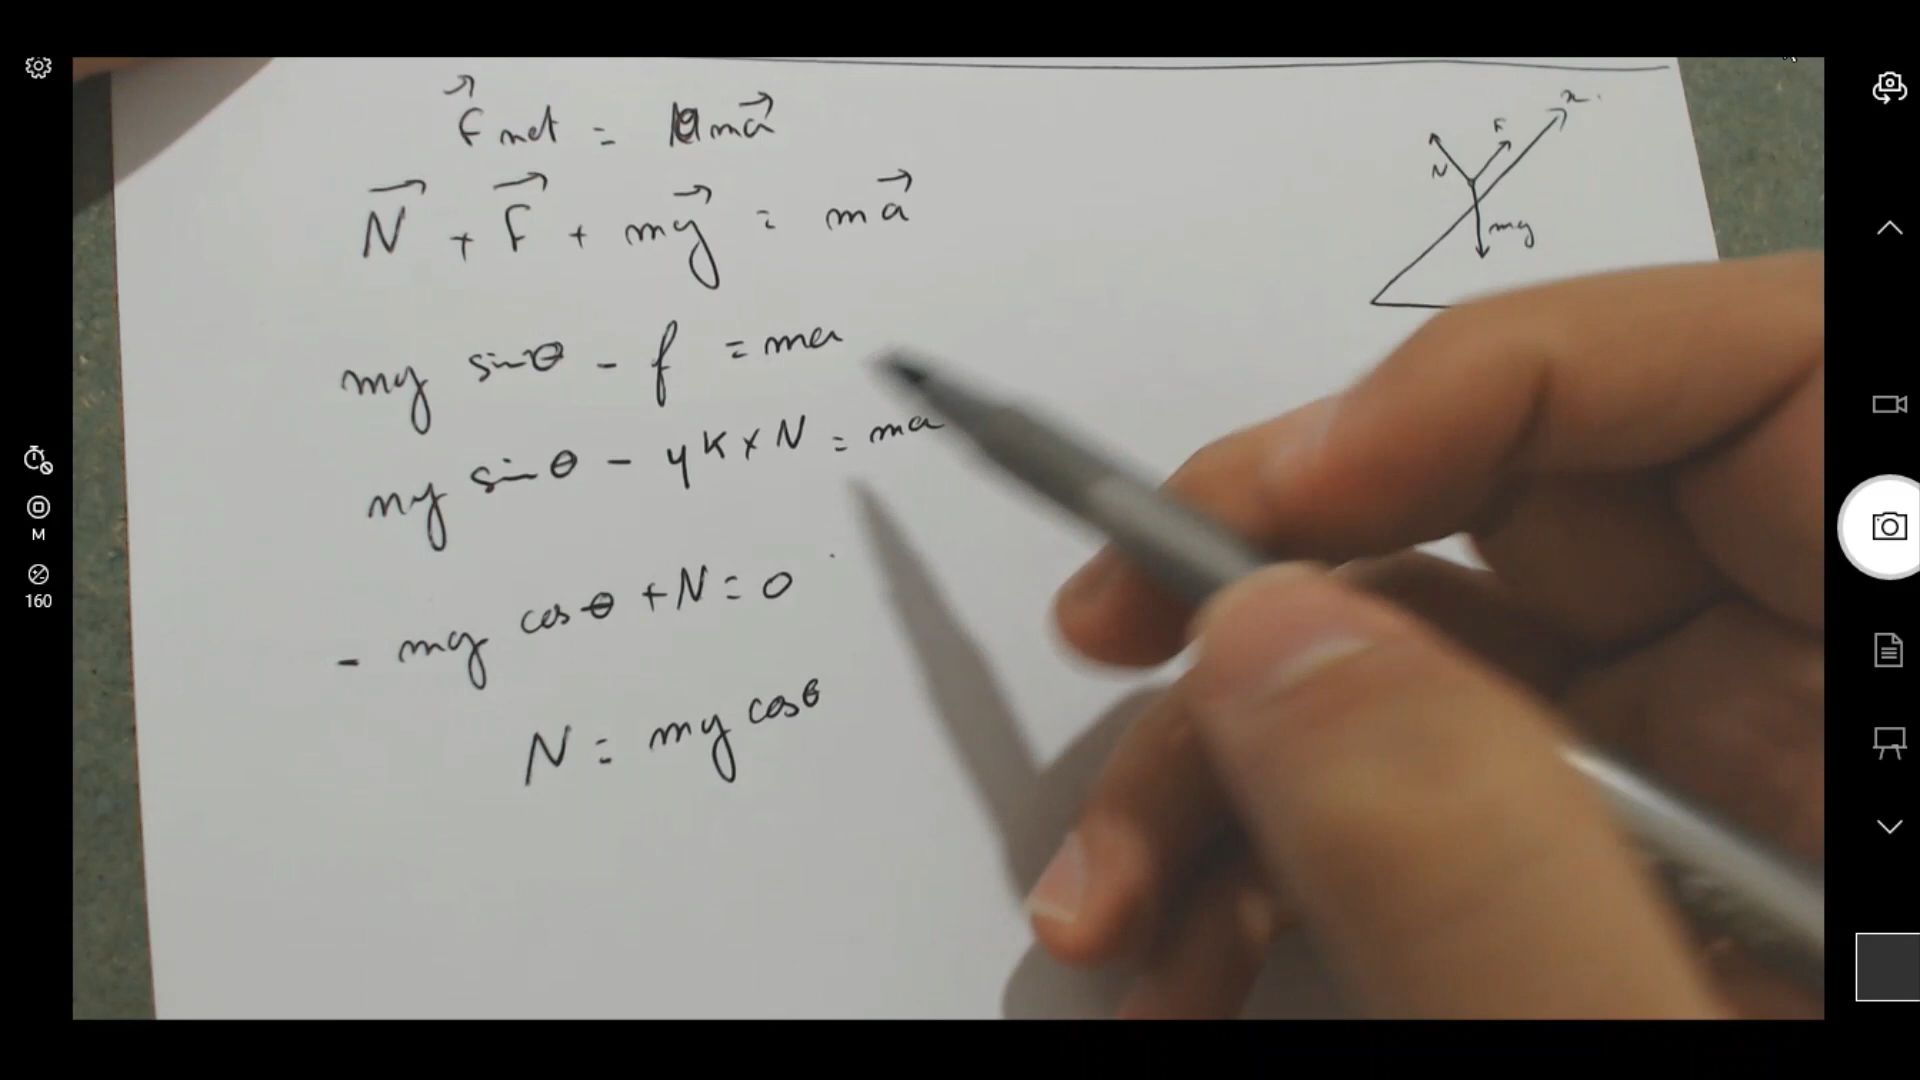 F net = ma
N + F + mg = ma
mg sinθ - f = ma
mg sinθ - μk x N = ma
- mg cosθ + N = 0
N = mg cosθ
x
F
N
mg
M
160